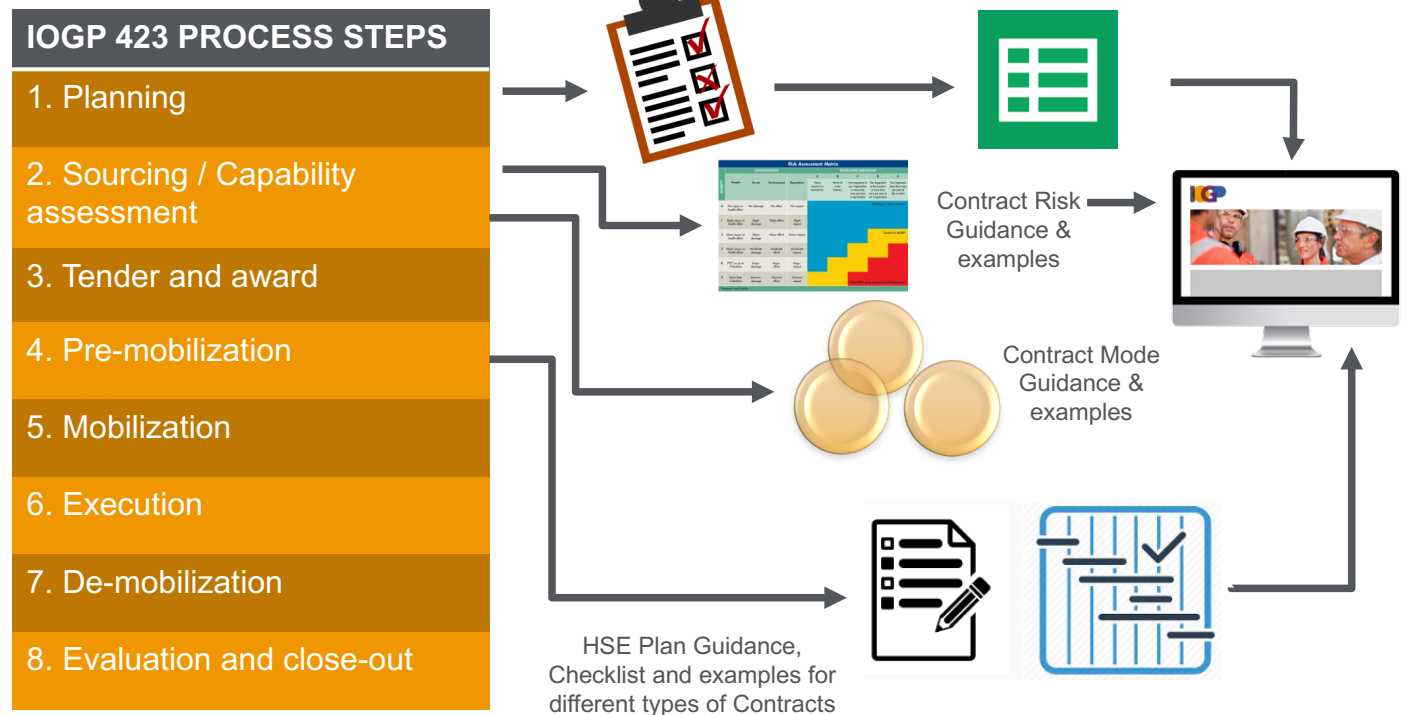 IOGP 423 PROCESS STEPS
1. Planning
2. Sourcing / Capability
assessment
3. Tender and award
4. Pre-mobilization
5. Mobilization
6. Execution
7. De-mobilization
8. Evaluation and close-out
Risk Assessment Matrix
Contract Risk
Guidance &
examples
IOGP
Contract Mode
Guidance &
examples
HSE Plan Guidance,
Checklist and examples for
different types of Contracts